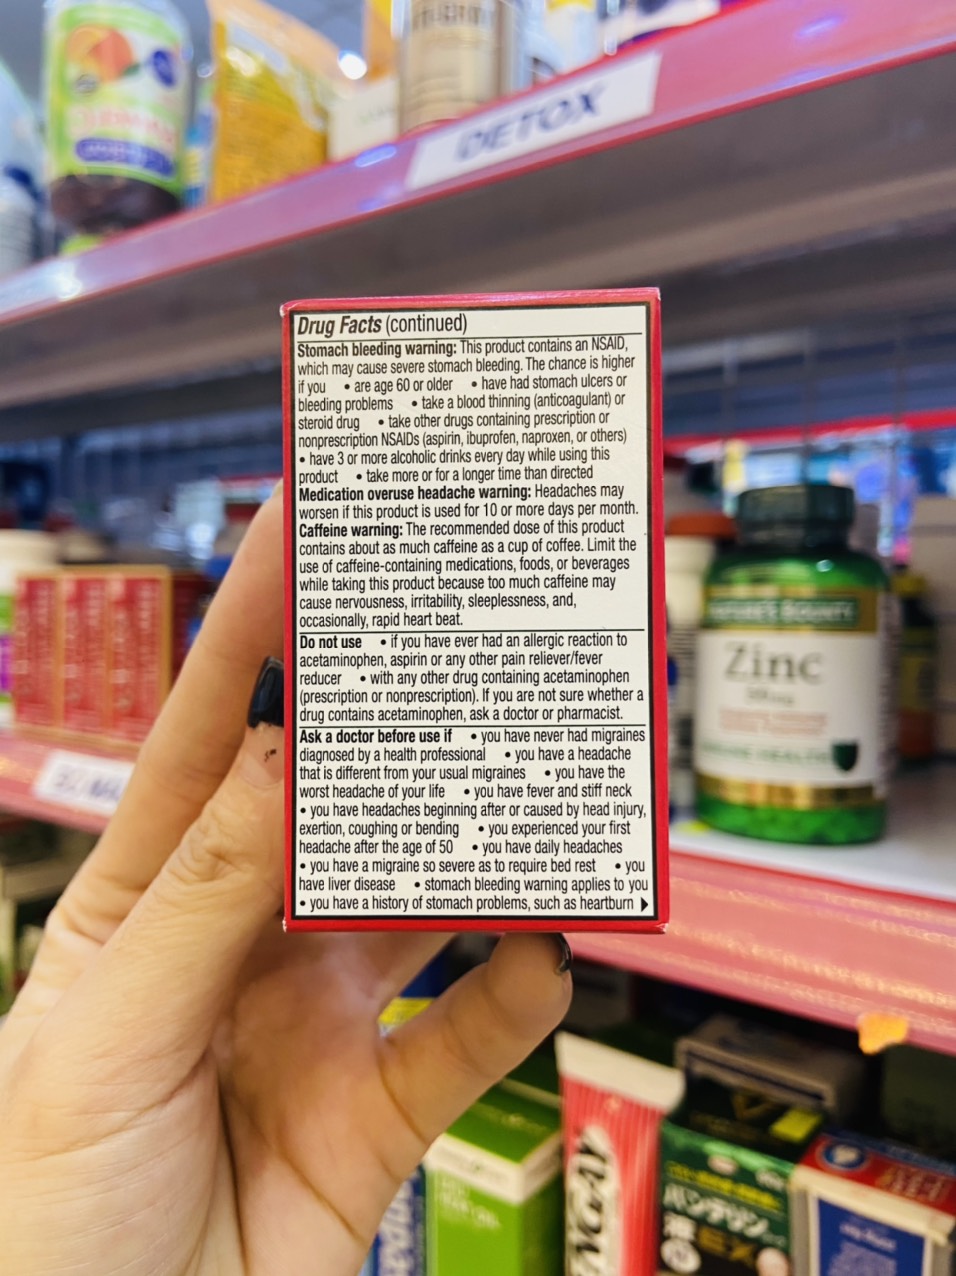 DETOX
Drug Facts (continued)
Stomach bleeding warning: This product contains an NSAID,
which may cause severe stomach bleeding. The chance is higher
if you • are age 60 or older • have had stomach ulcers or
bleeding problems • take a blood thinning (anticoagulant) or
steroid drug • take other drugs containing prescription or
nonprescription NSAIDs (aspirin, ibuprofen, naproxen, or others)
• have 3 or more alcoholic drinks every day while using this
product • take more or for a longer time than directed
Medication overuse headache warning: Headaches may
worsen if this product is used for 10 or more days per month.
Caffeine warning: The recommended dose of this product
contains about as much caffeine as a cup of coffee. Limit the
use of caffeine-containing medications, foods, or beverages
while taking this product because too much caffeine may
cause nervousness, irritability, sleeplessness, and,
occasionally, rapid heart beat.
Do not use • if you have ever had an allergic reaction to
acetaminophen, aspirin or any other pain reliever/fever
reducer • with any other drug containing acetaminophen
(prescription or nonprescription). If you are not sure whether a
drug contains acetaminophen, ask a doctor or pharmacist.
Ask a doctor before use if • you have never had migraines
diagnosed by a health professional • you have a headache
that is different from your usual migraines • you have the
worst headache of your life • you have fever and stiff neck
• you have headaches beginning after or caused by head injury,
exertion, coughing or bending • you experienced your first
headache after the age of 50 • you have daily headaches
• you have a migraine so severe as to require bed rest • you
have liver disease • stomach bleeding warning applies to you
• you have a history of stomach problems, such as heartburn
NATURE'S BOUNTY
Zinc
バンテリン
EX